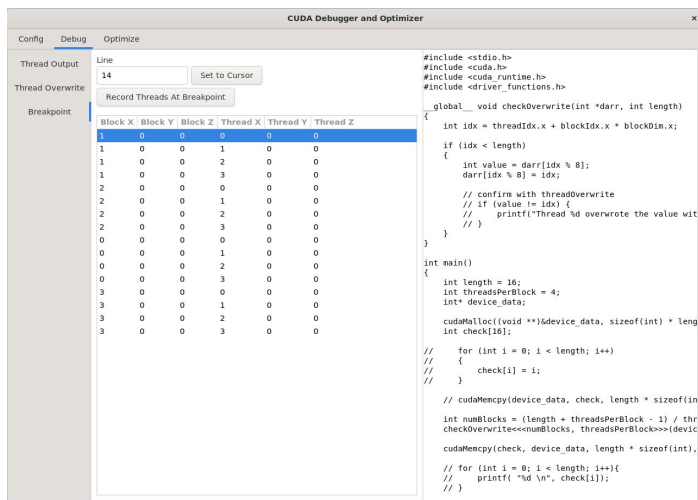 CUDA Debugger and Optimizer ×
Config Debug Optimize
Thread Output
Thread Overwrite
Breakpoint
Line
14 Set to Cursor
Record Threads At Breakpoint
Block X Block Y Block Z Thread X Thread Y Thread Z
1 0 0 0 0 0
1 0 0 1 0 0
1 0 0 2 0 0
1 0 0 3 0 0
2 0 0 0 0 0
2 0 0 1 0 0
2 0 0 2 0 0
2 0 0 3 0 0
0 0 0 0 0 0
0 0 0 1 0 0
0 0 0 2 0 0
0 0 0 3 0 0
3 0 0 0 0 0
3 0 0 1 0 0
3 0 0 2 0 0
3 0 0 3 0 0
#include <stdio.h>
#include <cuda.h>
#include <cuda_runtime.h>
#include <driver_functions.h>
__global__ void checkOverwrite(int *darr, int length)
{
int idx = threadIdx.x + blockIdx.x * blockDim.x;
if (idx < length)
{
int value = darr[idx % 8];
darr[idx % 8] = idx;
// confirm with threadOverwrite
// if (value != idx) {
// printf("Thread %d overwrote the value wit
// }
}
}
int main()
{
int length = 16;
int threadsPerBlock = 4;
int* device_data;
cudaMalloc((void **)&device_data, sizeof(int) * leng
int check[16];
// for (int i = 0; i < length; i++)
// {
// check[i] = i;
// }
// cudaMemcpy(device_data, check, length * sizeof(in
int numBlocks = (length + threadsPerBlock - 1) / thr
checkOverwrite<<<numBlocks, threadsPerBlock>>>(devic
cudaMemcpy(check, device_data, length * sizeof(int),
// for (int i = 0; i < length; i++){
// printf( "%d \n", check[i]);
// }